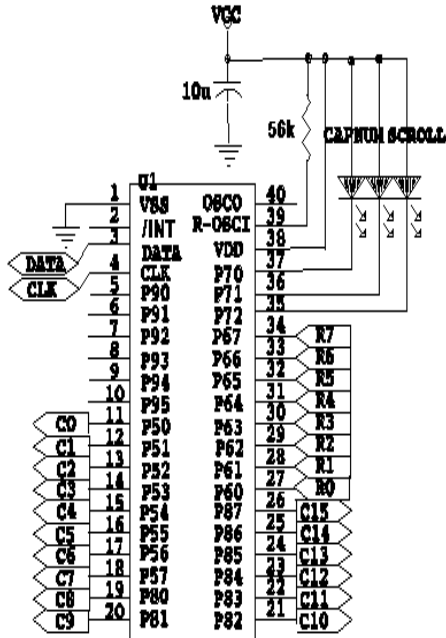 VCC
10u
56k
CAPNUM SCROLL
U1
1 VSS OSCO 40
2 /INT R-OSCI 39
3 DATA VDD 38
4 CLK P70 37
5 P90 P71 36
6 P91 P72 35
7 P92 P67 34 R7
8 P93 P66 33 R6
9 P94 P65 32 R5
10 P95 P64 31 R4
C0 11 P50 P63 30 R3
C1 12 P51 P62 29 R2
C2 13 P52 P61 28 R1
C3 14 P53 P60 27 R0
C4 15 P54 P87 26 C15
C5 16 P55 P86 25 C14
C6 17 P56 P85 24 C13
C7 18 P57 P84 23 C12
C8 19 P80 P83 22 C11
C9 20 P81 P82 21 C10
DATA
CLK